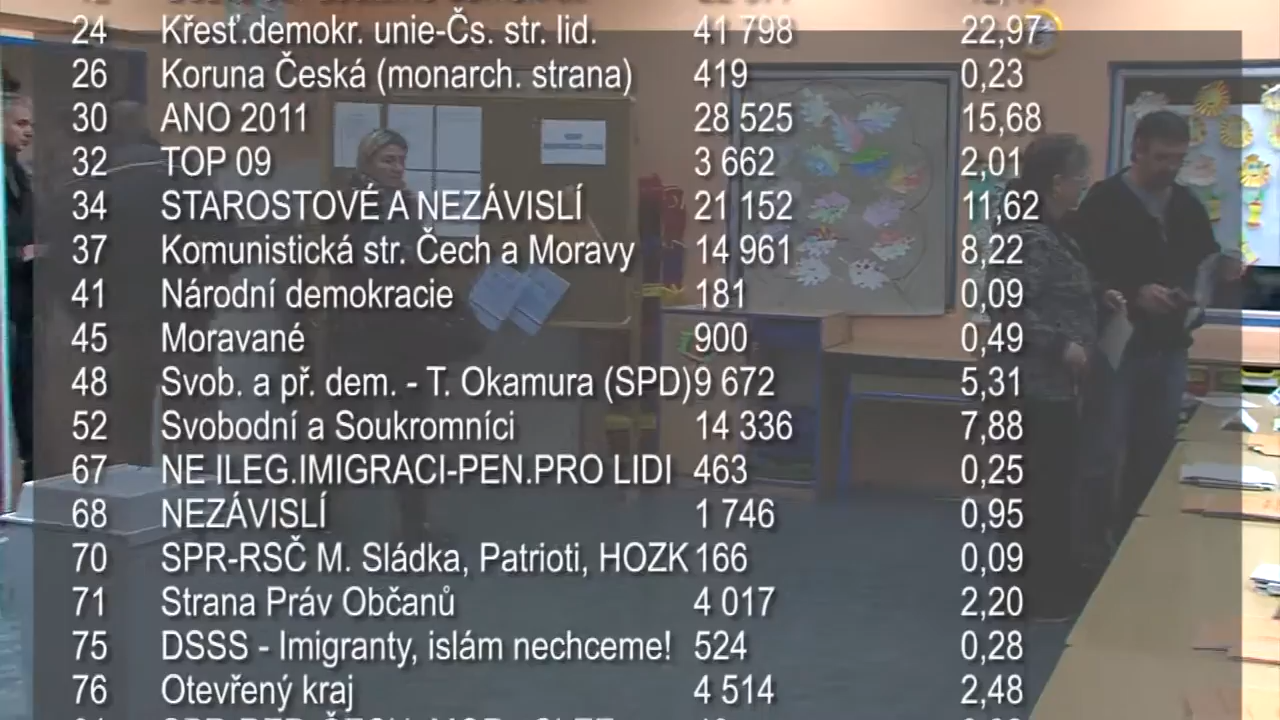 24 Křesť.demokr. unie-Čs. str. lid. 41 798 22,97
26 Koruna Česká (monarch. strana) 419 0,23
30 ANO 2011 28 525 15,68
32 TOP 09 3 662 2,01
34 STAROSTOVÉ A NEZÁVISLÍ 21 152 11,62
37 Komunistická str. Čech a Moravy 14 961 8,22
41 Národní demokracie 181 0,09
45 Moravané 900 0,49
48 Svob. a př. dem. - T. Okamura (SPD) 9 672 5,31
52 Svobodní a Soukromníci 14 336 7,88
67 NE ILEG.IMIGRACI-PEN.PRO LIDI 463 0,25
68 NEZÁVISLÍ 1 746 0,95
70 SPR-RSČ M. Sládka, Patrioti, HOZK 166 0,09
71 Strana Práv Občanů 4 017 2,20
75 DSSS - Imigranty, islám nechceme! 524 0,28
76 Otevřený kraj 4 514 2,48